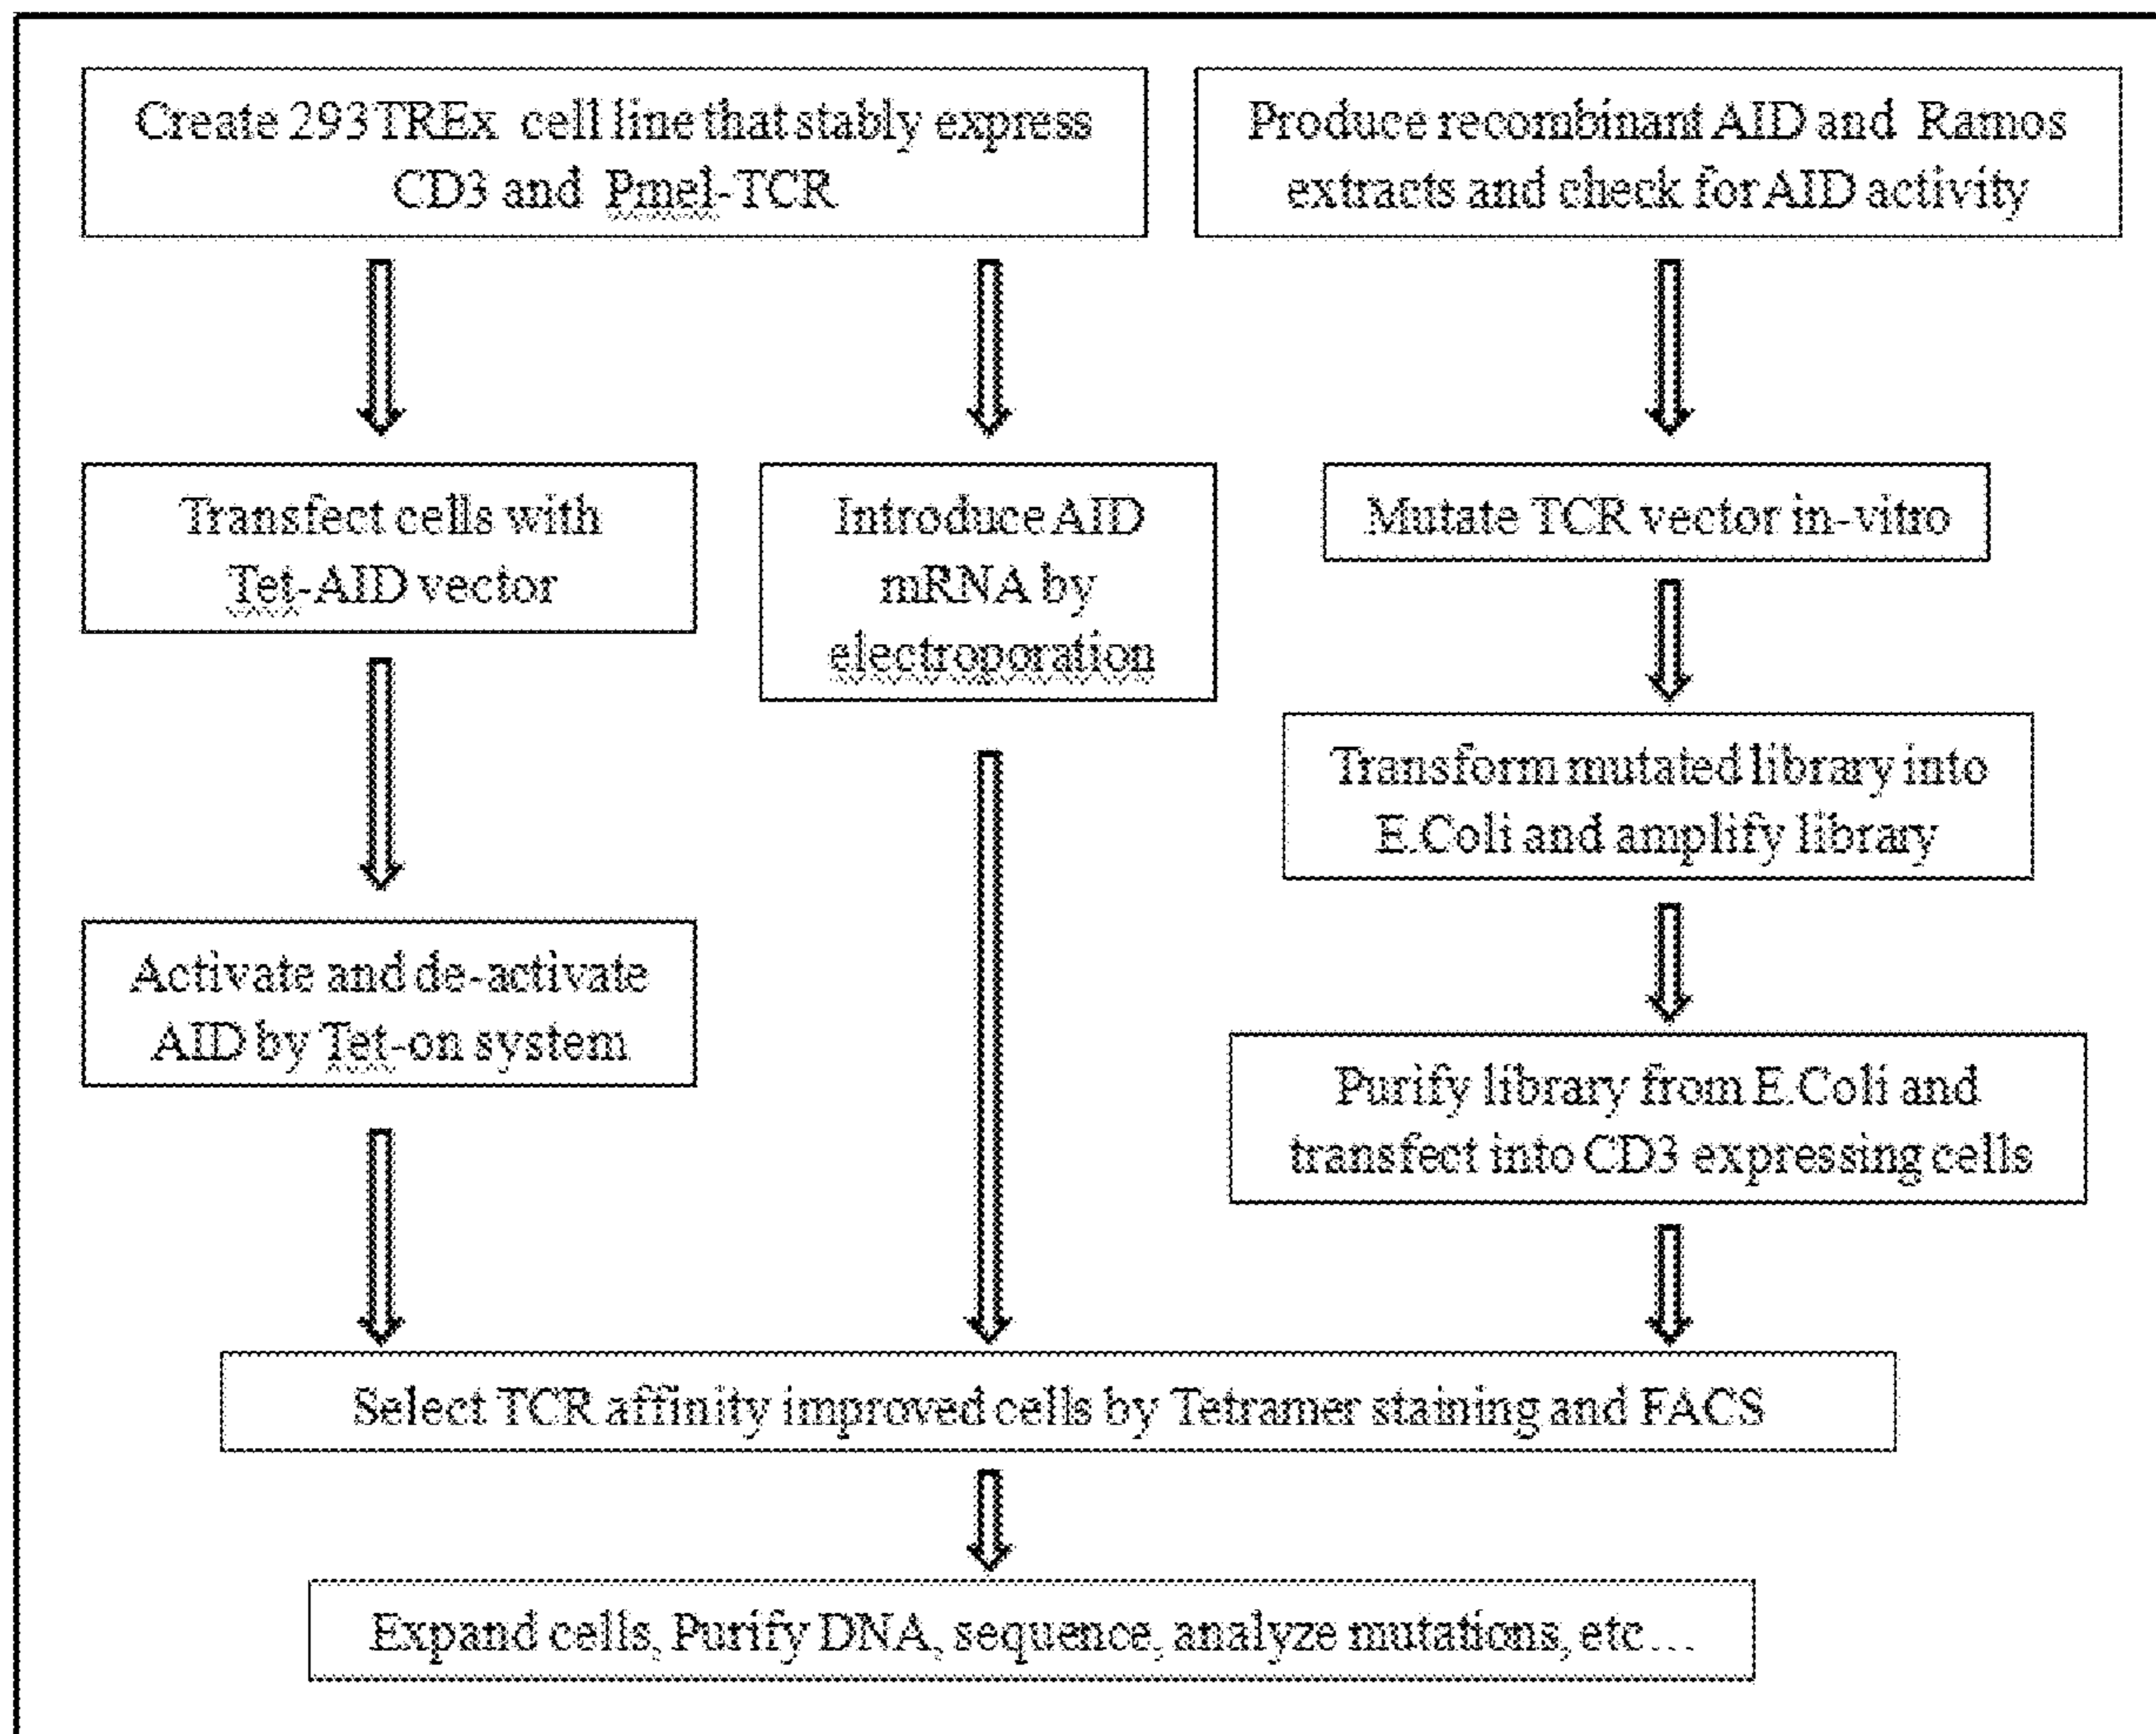 Create 293TREx cell line that stably express
CD3 and Pmel-TCR
Produce recombinant AID and Ramos
extracts and check for AID activity
Transfect cells with
Tet-AID vector
Introduce AID
mRNA by
electroporation
Mutate TCR vector in-vitro
Transform mutated library into
E.Coli and amplify library
Activate and de-activate
AID by Tet-on system
Purify library from E.Coli and
transfect into CD3 expressing cells
Select TCR affinity improved cells by Tetramer staining and FACS
Expand cells, Purify DNA, sequence, analyze mutations, etc…